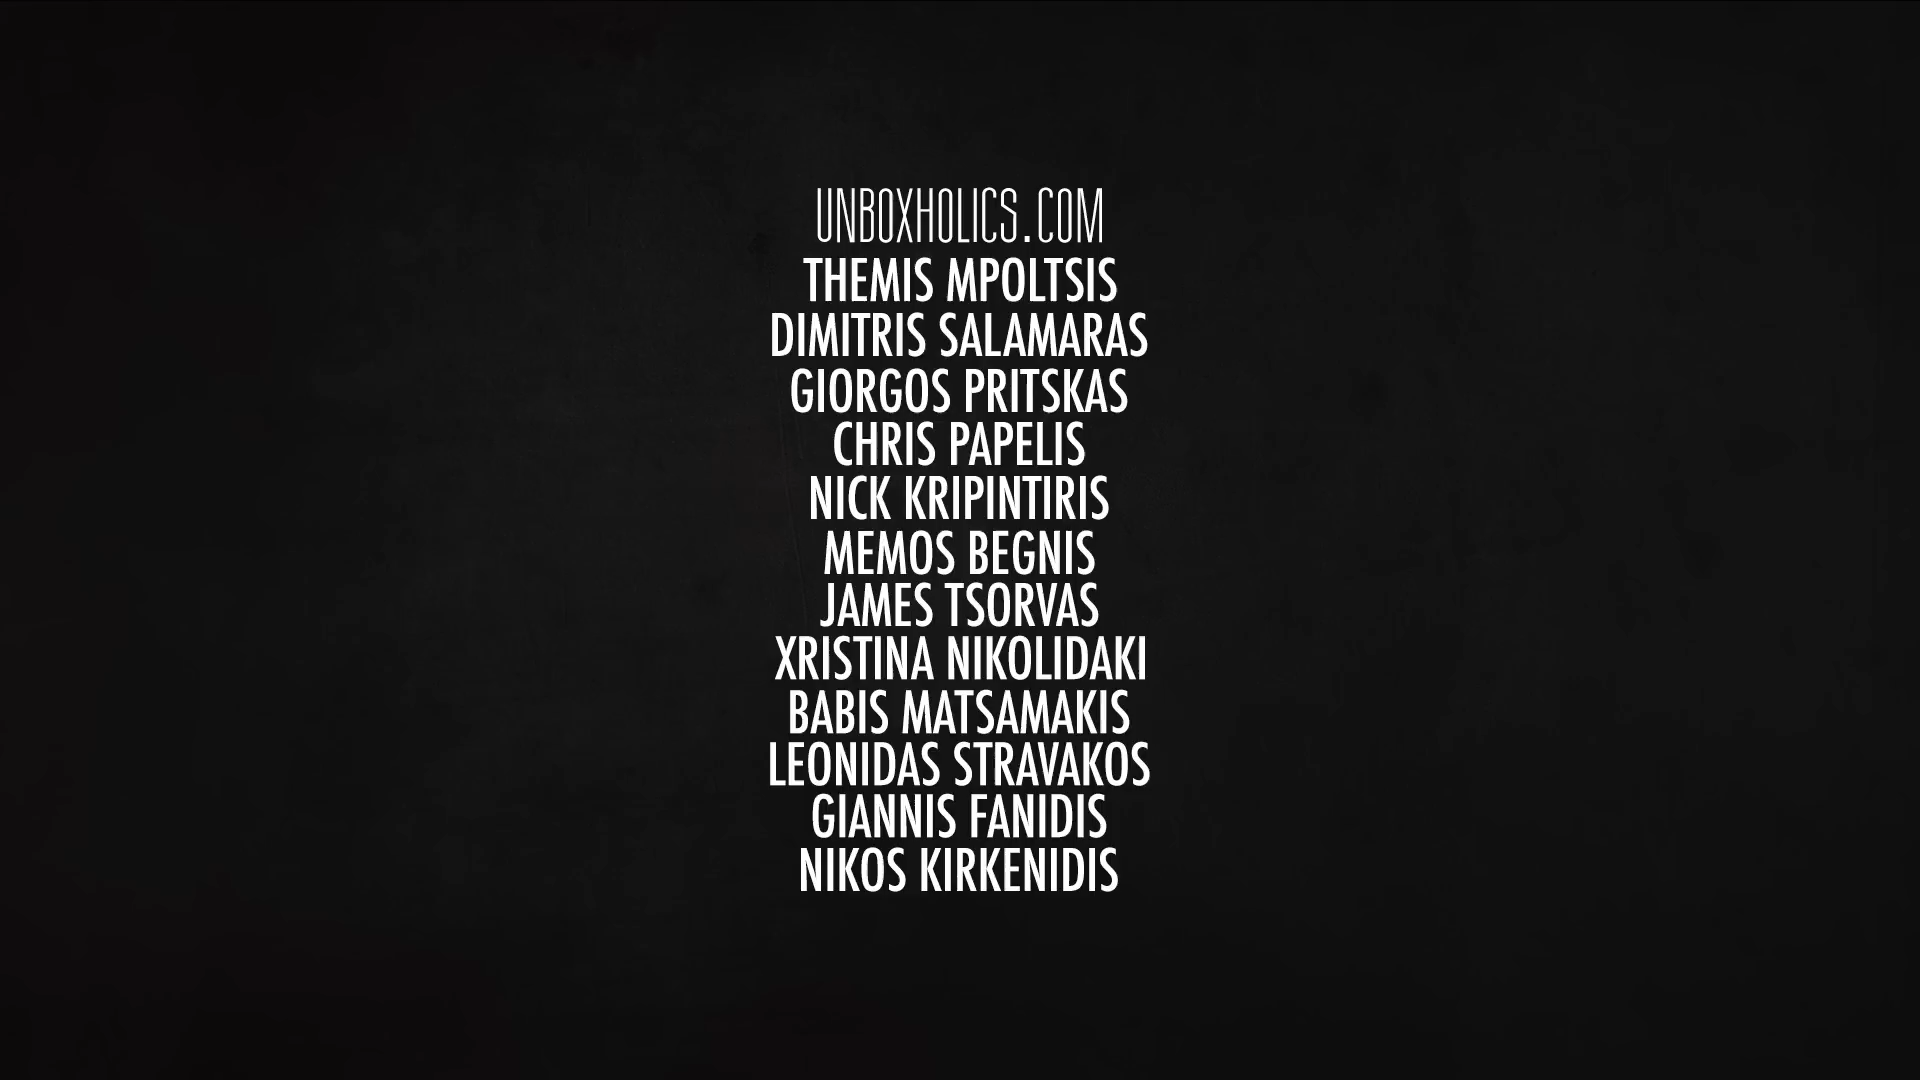 UNBOXHOLICS.COM
THEMIS MPOLTSIS
DIMITRIS SALAMARAS
GIORGOS PRITSKAS
CHRIS PAPELIS
NICK KRIPINTIRIS
MEMOS BEGNIS
JAMES TSORVAS
XRISTINA NIKOLIDAKI
BABIS MATSAMAKIS
LEONIDAS STRAVAKOS
GIANNIS FANIDIS
NIKOS KIRKENIDIS